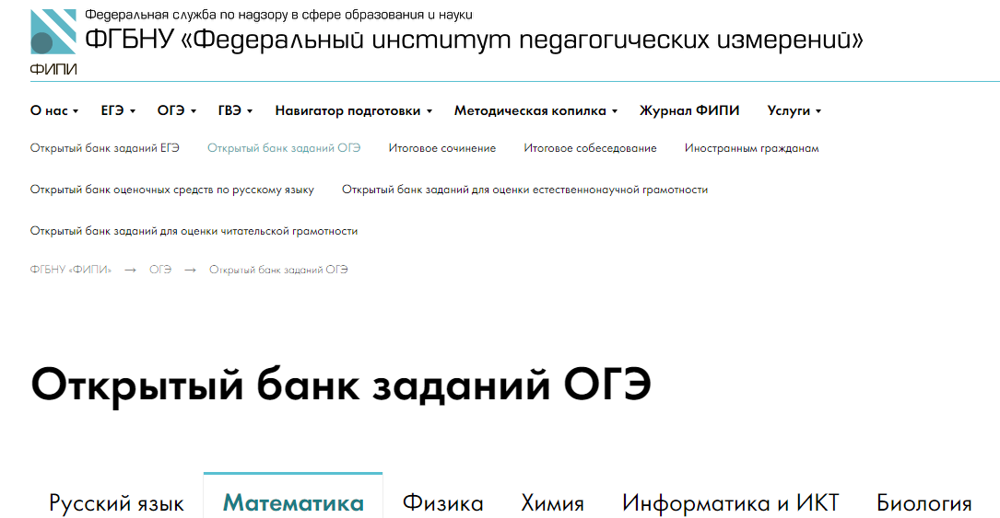 Федеральная служба по надзору в сфере образования и науки
ФГБНУ «Федеральный институт педагогических измерений»
ФИПИ
О нас ЕГЭ ОГЭ ГВЭ Навигатор подготовки Методическая копилка Журнал ФИПИ Услуги
Открытый банк заданий ЕГЭ Открытый банк заданий ОГЭ Итоговое сочинение Итоговое собеседование Иностранным гражданам
Открытый банк оценочных средств по русскому языку Открытый банк заданий для оценки естественнонаучной грамотности
Открытый банк заданий для оценки читательской грамотности
ФГБНУ «ФИПИ» → ОГЭ → Открытый банк заданий ОГЭ
Открытый банк заданий ОГЭ
Русский язык Математика Физика Химия Информатика и ИКТ Биология